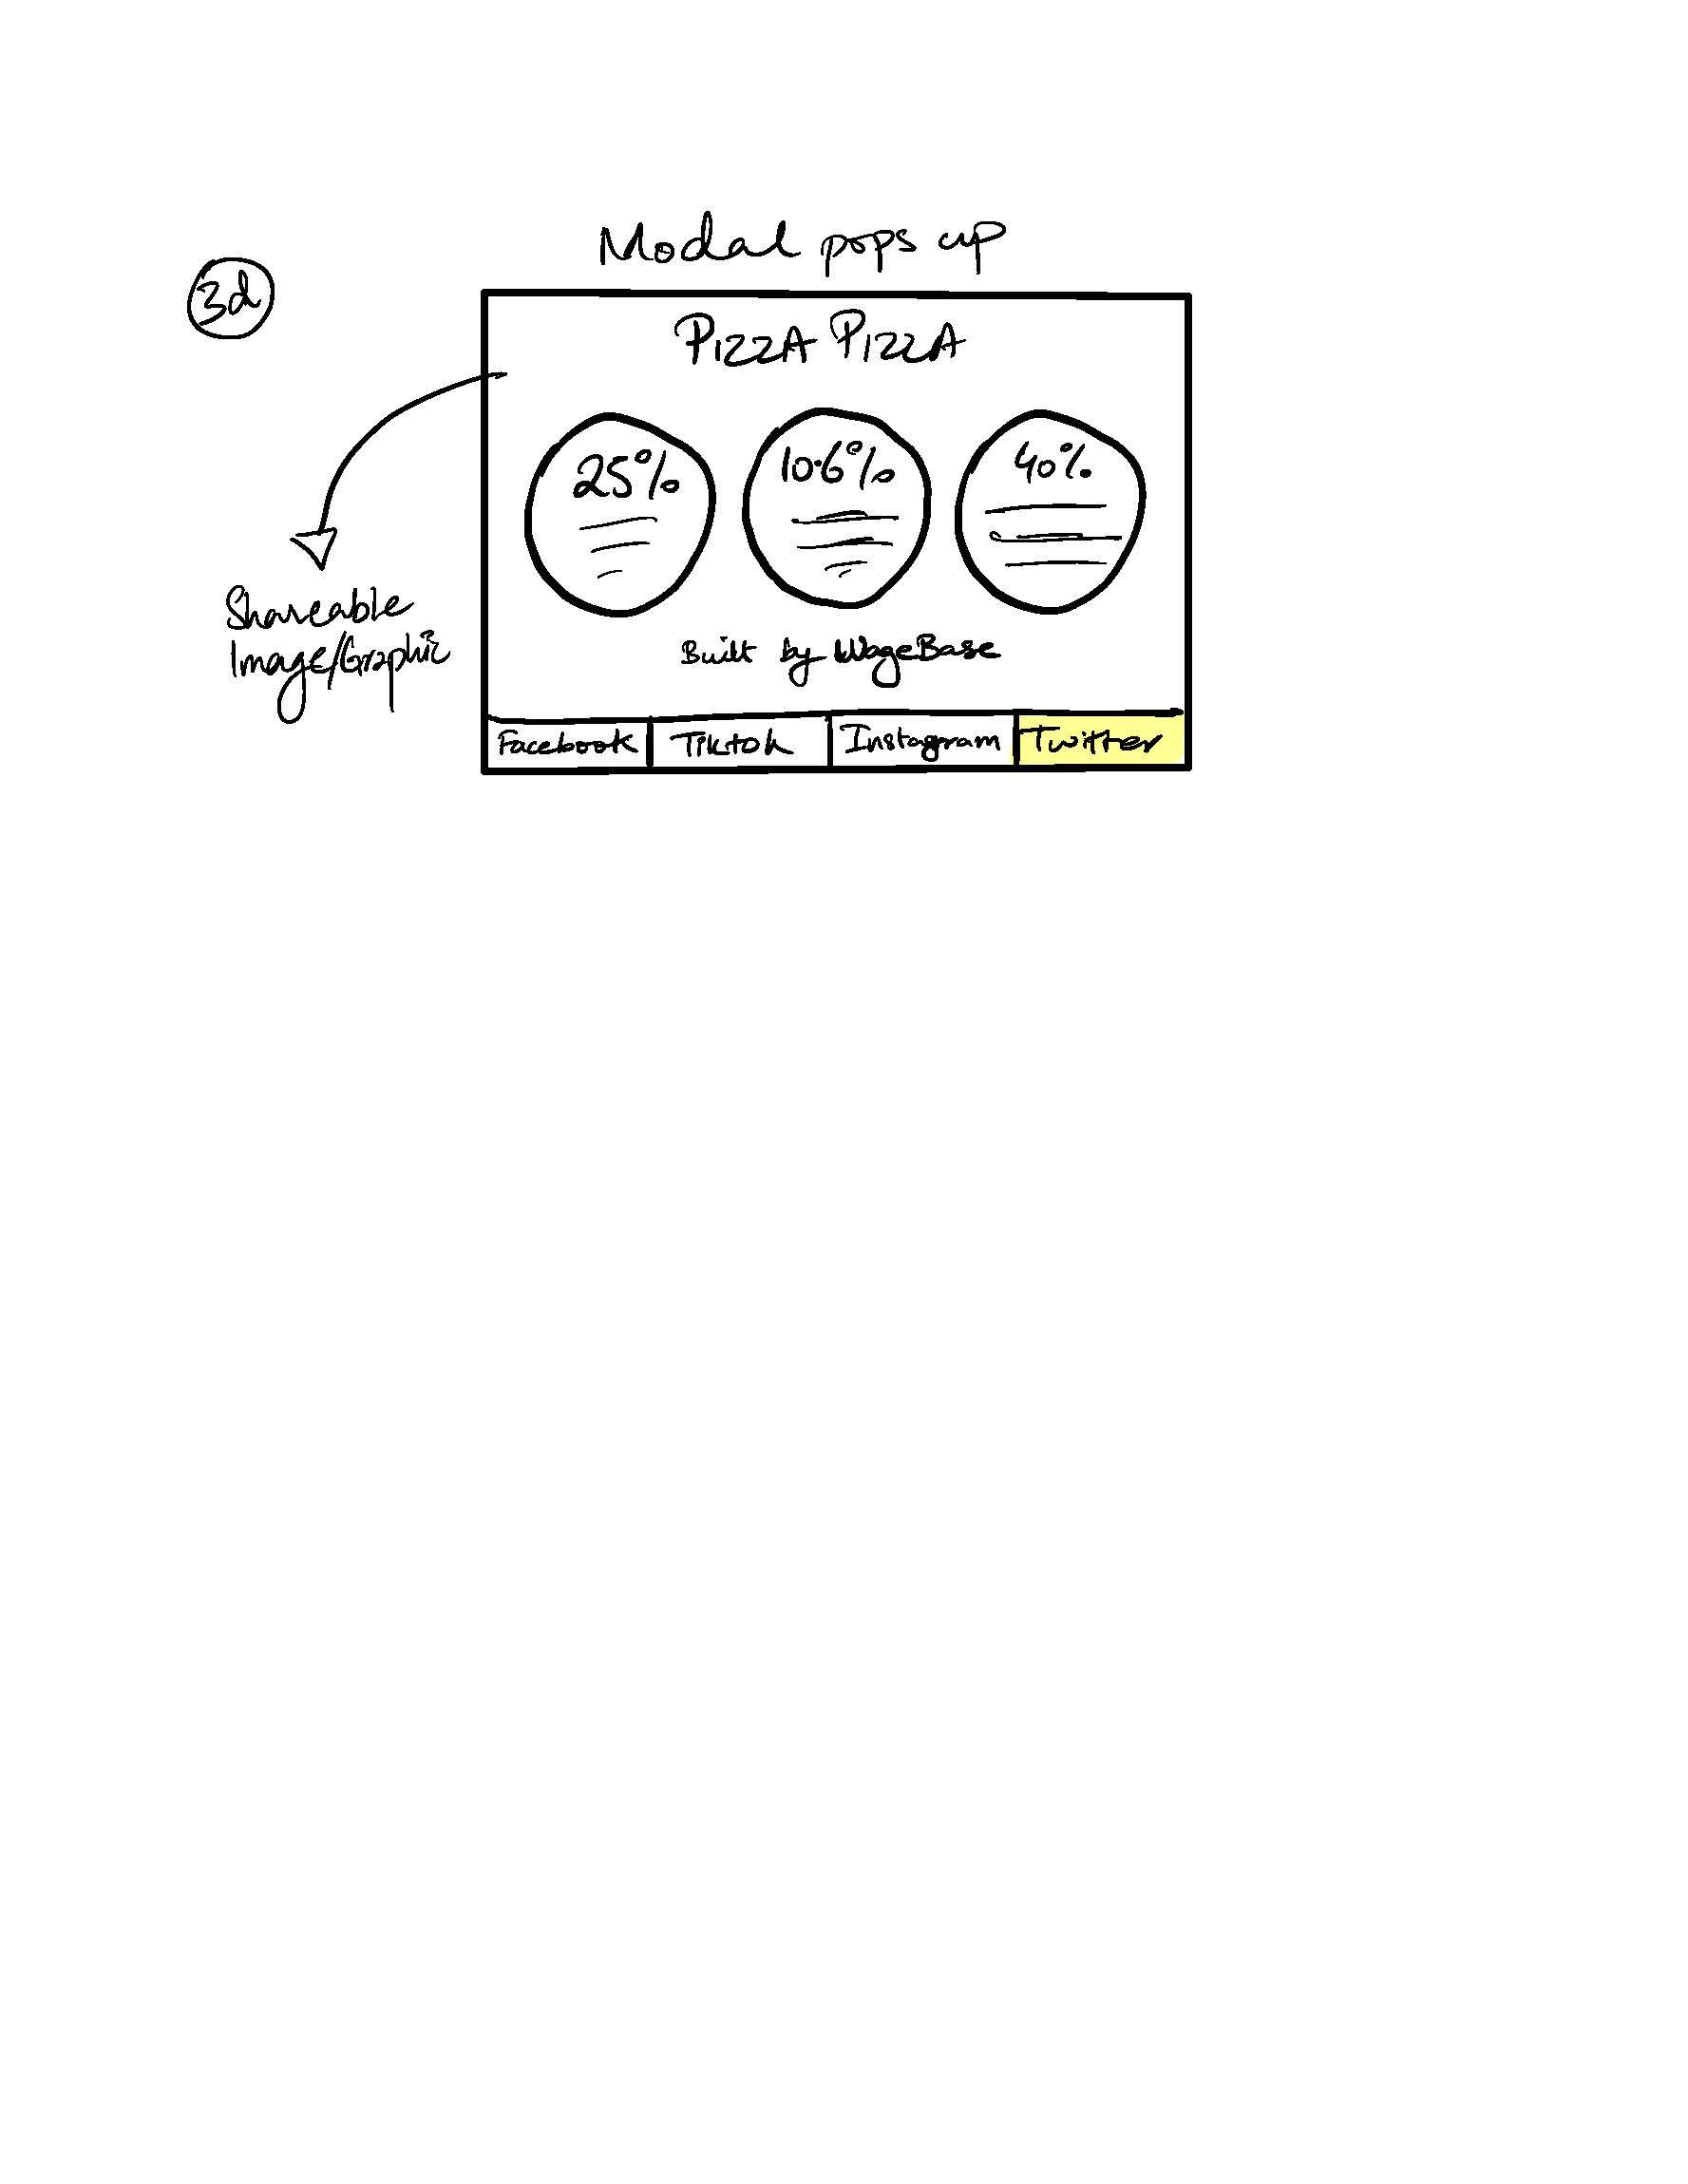 Modal pops up
3d
PIZZA PIZZA
25% 10.6% 40%
Shareable
Image/Graphic
Built by WageBase
Facebook Tiktok Instagram Twitter